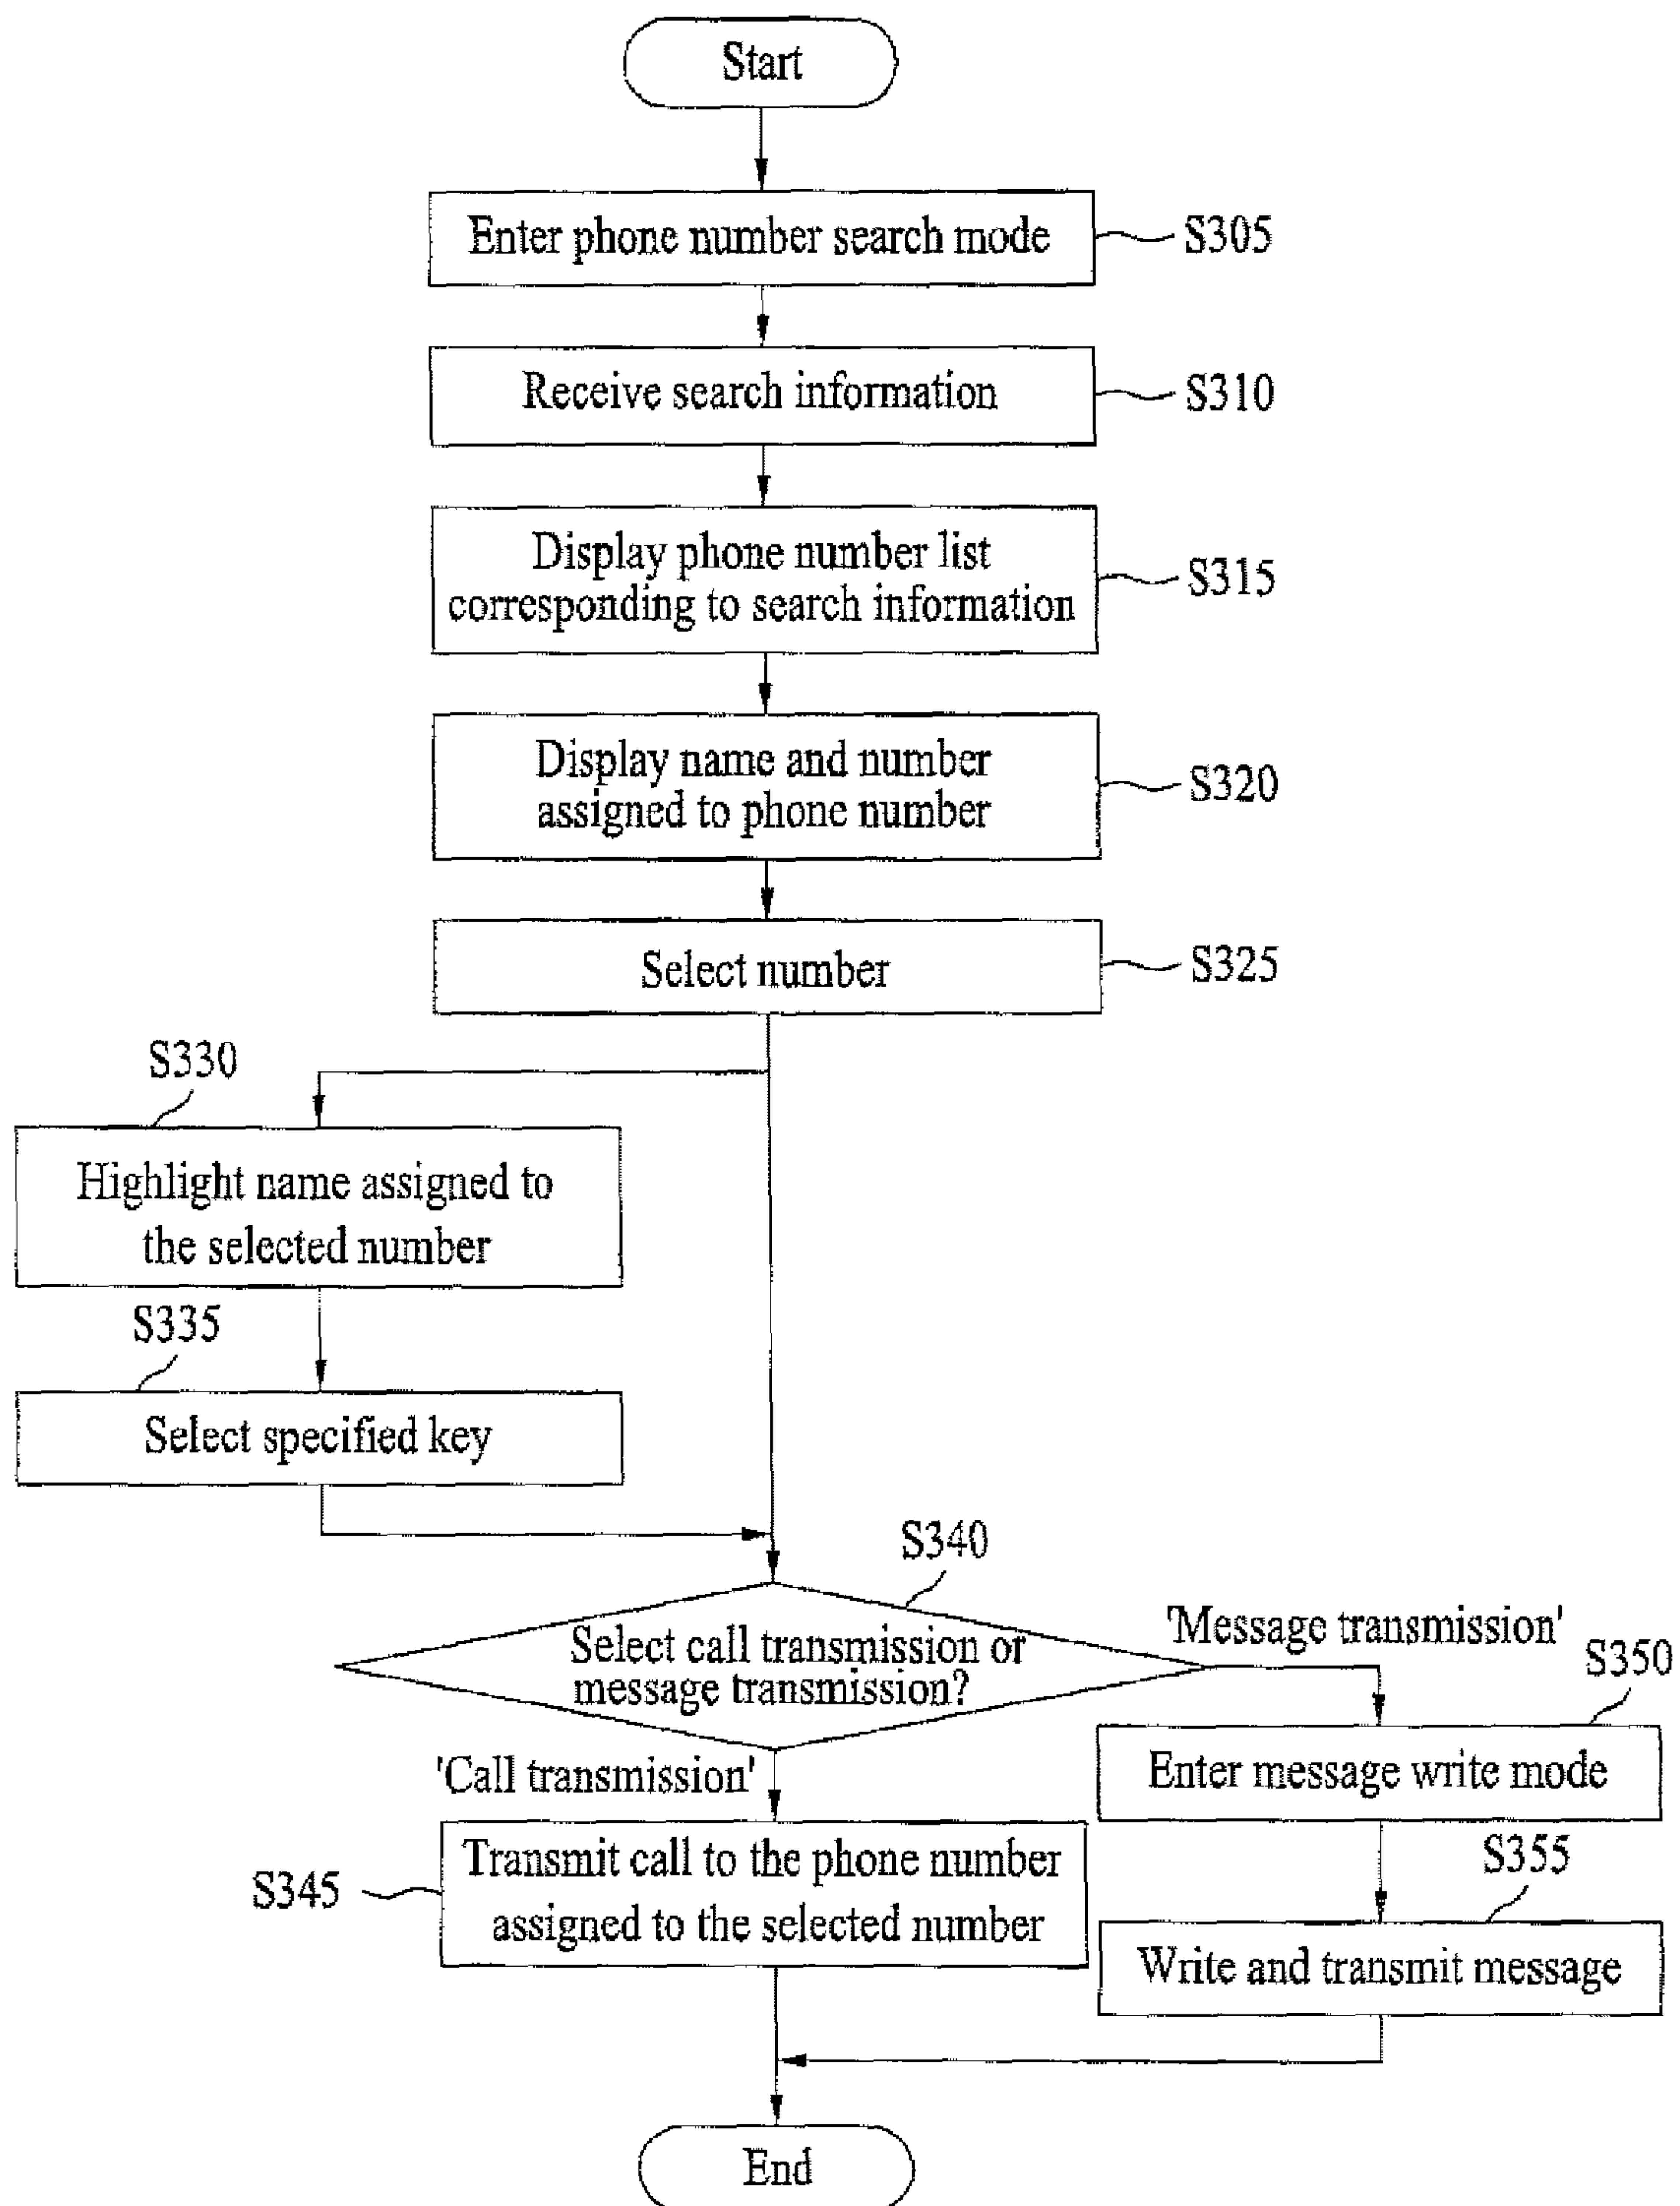 Start
Enter phone number search mode
S305
Receive search information
S310
Display phone number list
corresponding to search information
S315
Display name and number
assigned to phone number
S320
Select number
S325
S330
Highlight name assigned to
the selected number
S335
Select specified key
S340
Select call transmission or
message transmission?
'Message transmission'
S350
Enter message write mode
'Call transmission'
S345
Transmit call to the phone number
assigned to the selected number
S355
Write and transmit message
End